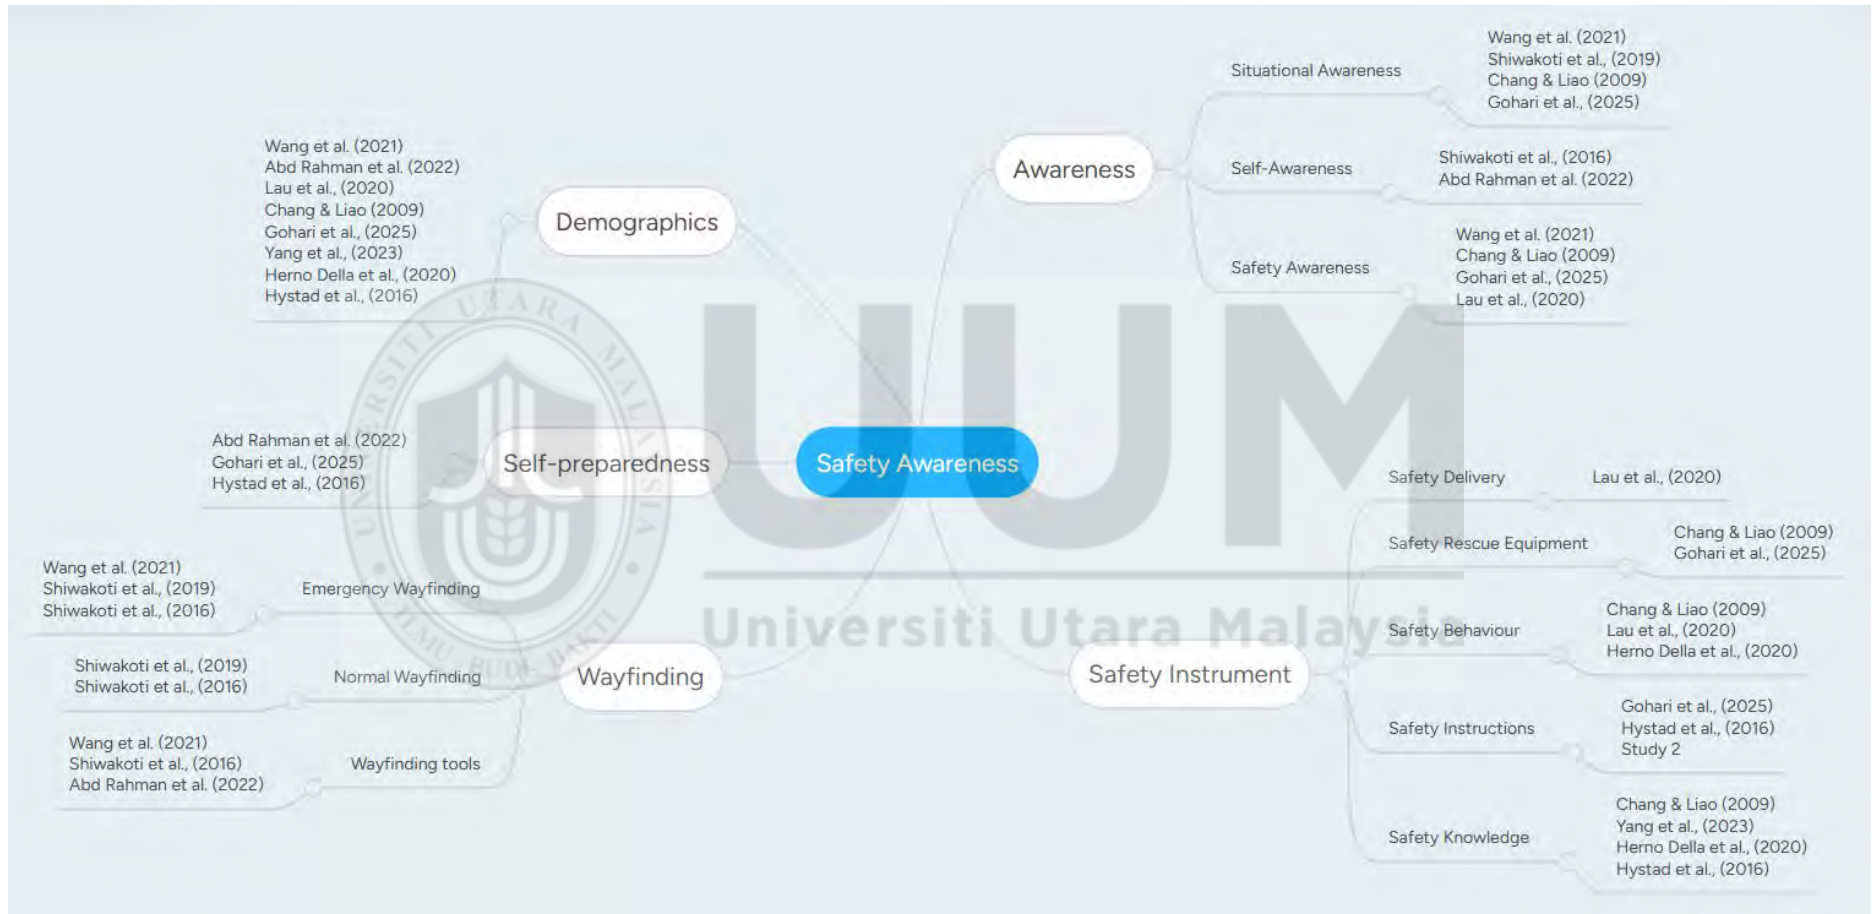 Safety Awareness
Demographics
Wang et al. (2021)
Abd Rahman et al. (2022)
Lau et al., (2020)
Chang & Liao (2009)
Gohari et al., (2025)
Yang et al., (2023)
Herno Della et al., (2020)
Hystad et al., (2016)
Self-preparedness
Abd Rahman et al. (2022)
Gohari et al., (2025)
Hystad et al., (2016)
Wayfinding
Emergency Wayfinding
Wang et al. (2021)
Shiwakoti et al., (2019)
Shiwakoti et al., (2016)
Normal Wayfinding
Shiwakoti et al., (2019)
Shiwakoti et al., (2016)
Wayfinding tools
Wang et al. (2021)
Shiwakoti et al., (2016)
Abd Rahman et al. (2022)
Awareness
Situational Awareness
Wang et al. (2021)
Shiwakoti et al., (2019)
Chang & Liao (2009)
Gohari et al., (2025)
Self-Awareness
Shiwakoti et al., (2016)
Abd Rahman et al. (2022)
Safety Awareness
Wang et al. (2021)
Chang & Liao (2009)
Gohari et al., (2025)
Lau et al., (2020)
Safety Instrument
Safety Delivery
Lau et al., (2020)
Safety Rescue Equipment
Chang & Liao (2009)
Gohari et al., (2025)
Safety Behaviour
Chang & Liao (2009)
Lau et al., (2020)
Herno Della et al., (2020)
Safety Instructions
Gohari et al., (2025)
Hystad et al., (2016)
Study 2
Safety Knowledge
Chang & Liao (2009)
Yang et al., (2023)
Herno Della et al., (2020)
Hystad et al., (2016)
UUM
Universiti Utara Malaysia
UNIVERSITI UTARA MALAYSIA
ILMU BUDI BAKTI